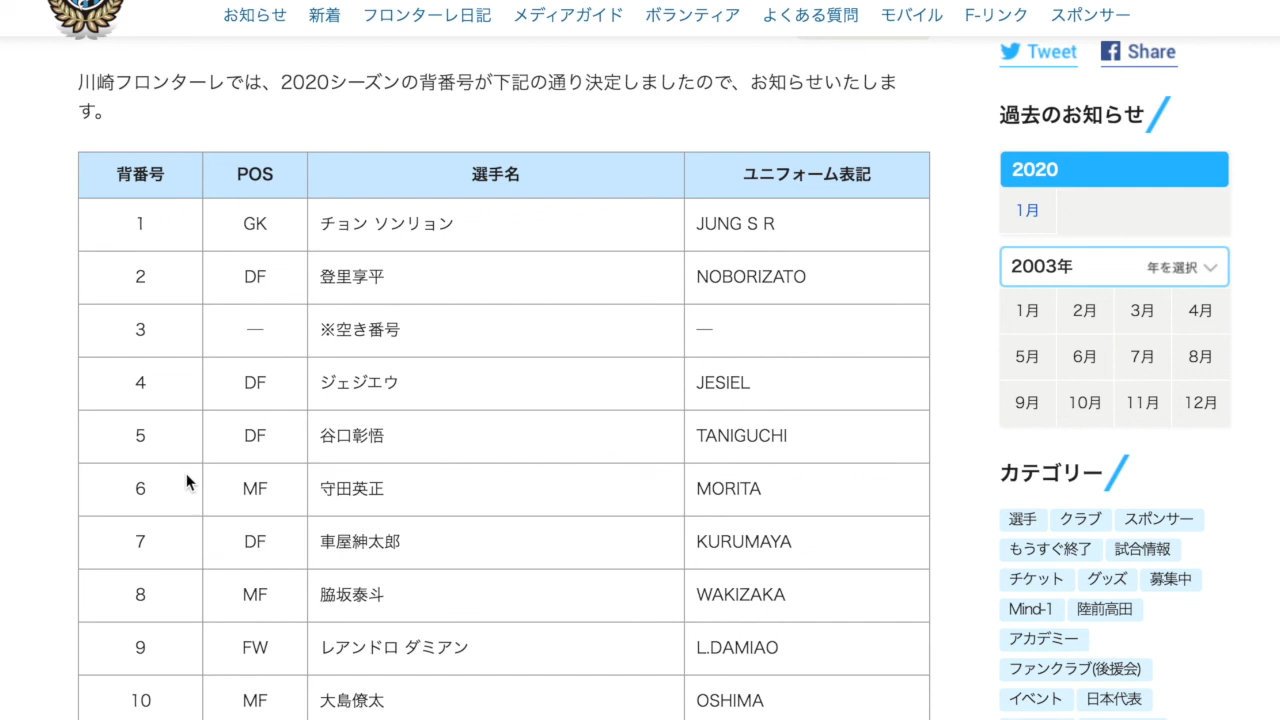 お知らせ 新着 フロンターレ日記 メディアガイド ボランティア よくある質問 モバイル F-リンク スポンサー
川崎フロンターレでは、2020シーズンの背番号が下記の通り決定しましたので、お知らせいたしま
す。
背番号 POS 選手名 ユニフォーム表記
1 GK チョン ソンリョン JUNG S R
2 DF 登里享平 NOBORIZATO
3 — ※空き番号 —
4 DF ジェジエウ JESIEL
5 DF 谷口彰悟 TANIGUCHI
6 MF 守田英正 MORITA
7 DF 車屋紳太郎 KURUMAYA
8 MF 脇坂泰斗 WAKIZAKA
9 FW レアンドロ ダミアン L.DAMIAO
10 MF 大島僚太 OSHIMA
Tweet Share
過去のお知らせ
2020
1月
2003年 年を選択
1月 2月 3月 4月
5月 6月 7月 8月
9月 10月 11月 12月
カテゴリー
選手 クラブ スポンサー
もうすぐ終了 試合情報
チケット グッズ 募集中
Mind-1 陸前高田
アカデミー
ファンクラブ(後援会)
イベント 日本代表